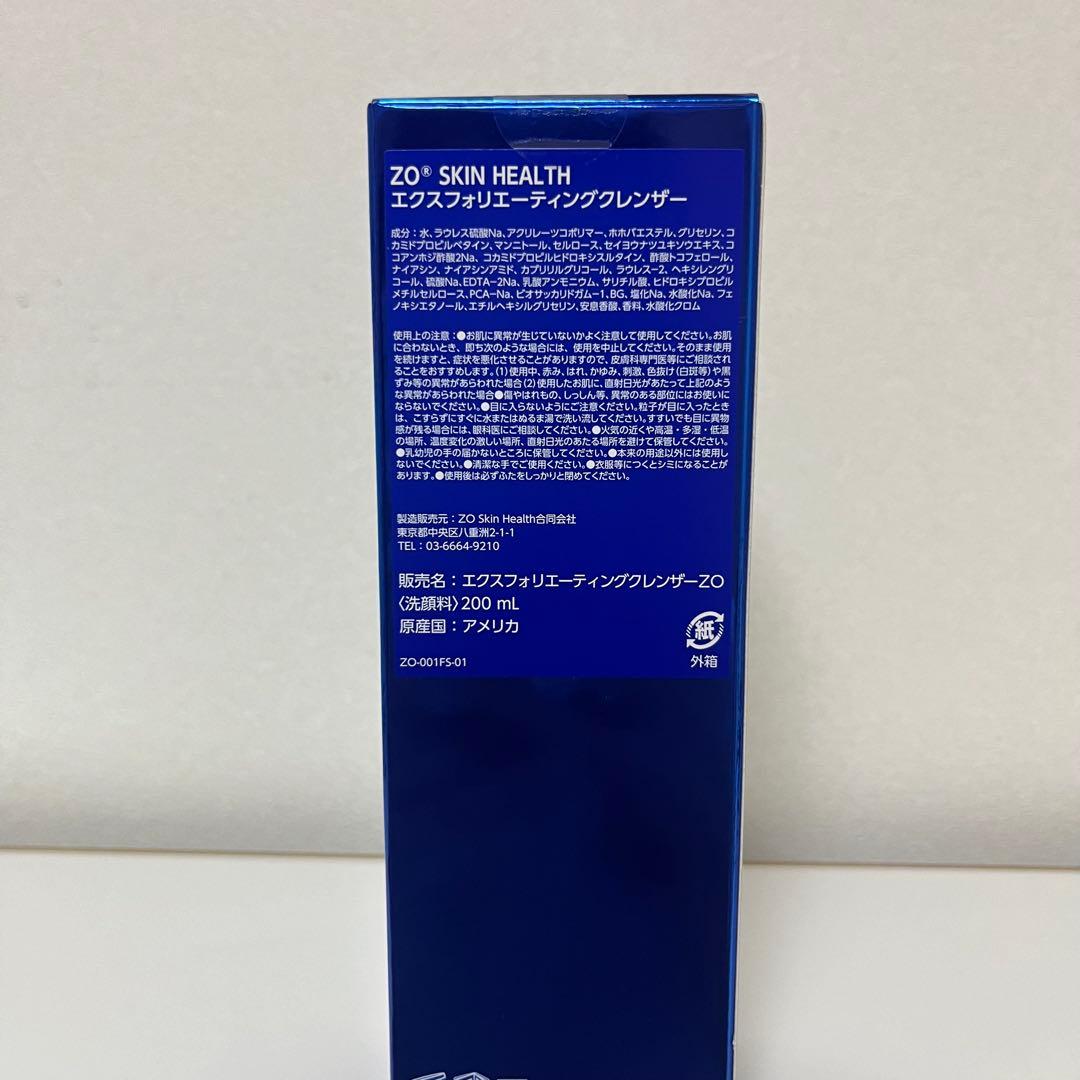 ZO® SKIN HEALTH
エクスフォリエーティングクレンザー
成分：水、ラウレス硫酸Na、アクリレーツコポリマー、ホホバエステル、グリセリン、コ
カミドプロピルベタイン、マンニトール、セルロース、セイヨウナツユキソウエキス、コ
コアンホジ酢酸2Na、コカミドプロピルヒドロキシスルタイン、酢酸トコフェロール、
ナイアシン、ナイアシンアミド、カプリリルグリコール、ラウレス-2、ヘキシレングリ
コール、硫酸Na、EDTA-2Na、乳酸アンモニウム、サリチル酸、ヒドロキシプロピル
メチルセルロース、PCA-Na、ビオサッカリドガム-1、BG、塩化Na、水酸化Na、フェ
ノキシエタノール、エチルヘキシルグリセリン、安息香酸、香料、水酸化クロム
使用上の注意：●お肌に異常が生じていないかよく注意して使用してください。お肌
に合わないとき、即ち次のような場合には、使用を中止してください。そのまま使用
を続けますと、症状を悪化させることがありますので、皮膚科専門医等にご相談され
ることをおすすめします。(1)使用中、赤み、はれ、かゆみ、刺激、色抜け(白斑等)や黒
ずみ等の異常があらわれた場合(2)使用したお肌に、直射日光があたって上記のよう
な異常があらわれた場合●傷やはれもの、しっしん等、異常のある部位にはお使いに
ならないでください。●目に入らないようにご注意ください。粒子が目に入ったとき
は、こすらずにすぐに水またはぬるま湯で洗い流してください。すすいでも目に異物
感が残る場合には、眼科医にご相談してください。●火気の近くや高温・多湿・低温
の場所、温度変化の激しい場所、直射日光のあたる場所を避けて保管してください。
●乳幼児の手の届かないところに保管してください。●本来の用途以外には使用し
ないでください。●清潔な手でご使用ください。●衣服等につくとシミになることが
あります。●使用後は必ずふたをしっかりと閉めてください。
製造販売元：ZO Skin Health合同会社
東京都中央区八重洲2-1-1
TEL：03-6664-9210
販売名：エクスフォリエーティングクレンザーZO
〈洗顔料〉200 mL
原産国：アメリカ
紙
外箱
ZO-001FS-01